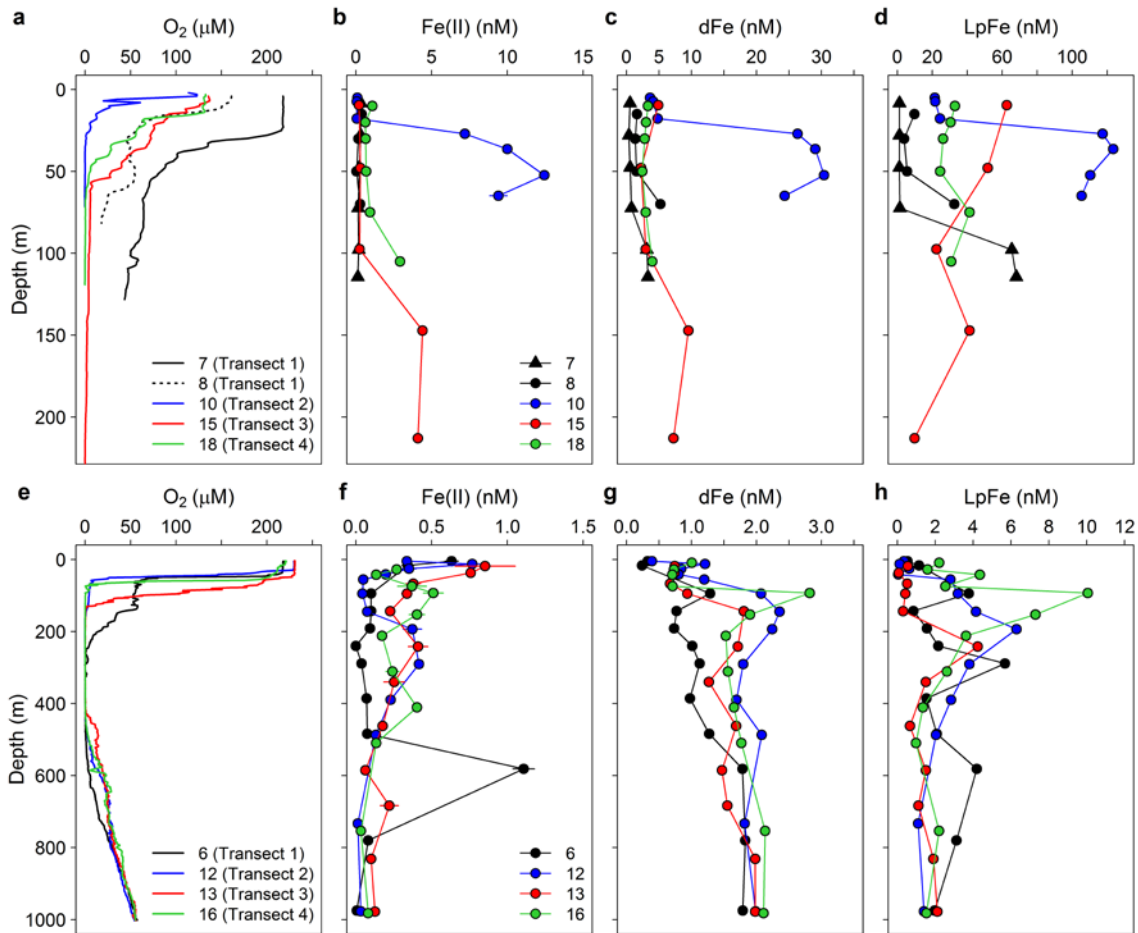 a b c d
O₂ (μM) Fe(II) (nM) dFe (nM) LpFe (nM)
0 50 100 200 0 5 10 15 0 5 10 20 30 0 20 40 60 100
Depth (m)
0
50
100
150
200
7 (Transect 1) 7
8 (Transect 1) 8
10 (Transect 2) 10
15 (Transect 3) 15
18 (Transect 4) 18
e f g h
O₂ (μM) Fe(II) (nM) dFe (nM) LpFe (nM)
0 50 100 200 0.0 0.5 1.0 1.5 0.0 1.0 2.0 3.0 0 2 4 6 8 10
Depth (m)
0
200
400
600
800
1000
6 (Transect 1) 6
12 (Transect 2) 12
13 (Transect 3) 13
16 (Transect 4) 16